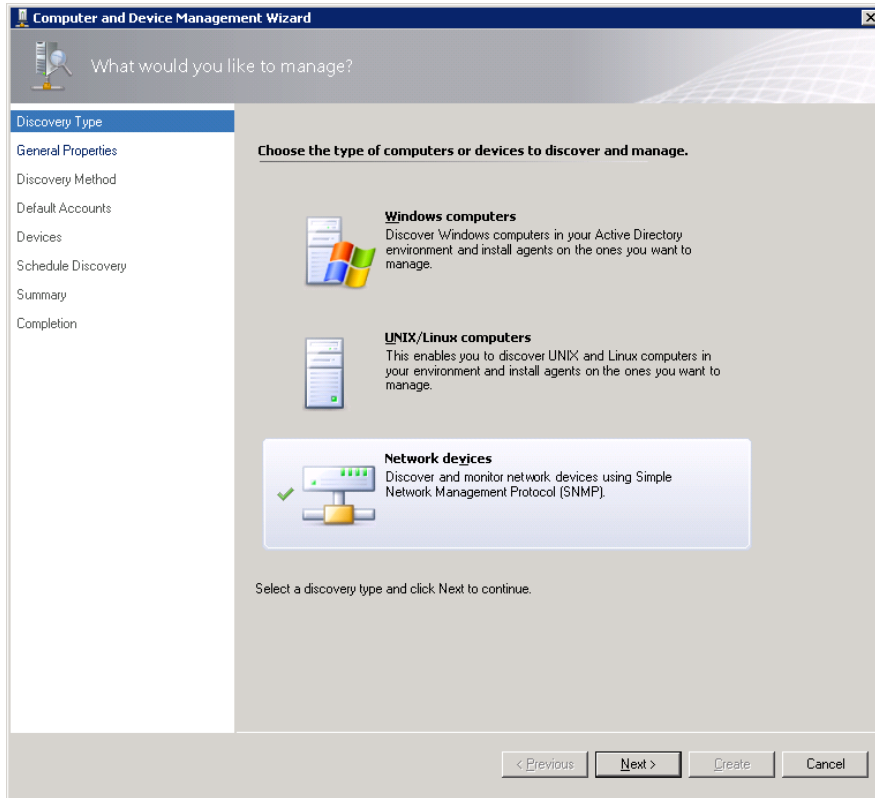 Computer and Device Management Wizard
What would you like to manage?
Discovery Type
General Properties
Discovery Method
Default Accounts
Devices
Schedule Discovery
Summary
Completion
Choose the type of computers or devices to discover and manage.
Windows computers
Discover Windows computers in your Active Directory
environment and install agents on the ones you want to
manage.
UNIX/Linux computers
This enables you to discover UNIX and Linux computers in
your environment and install agents on the ones you want to
manage.
Network devices
Discover and monitor network devices using Simple
Network Management Protocol (SNMP).
Select a discovery type and click Next to continue.
< Previous
Next >
Create
Cancel